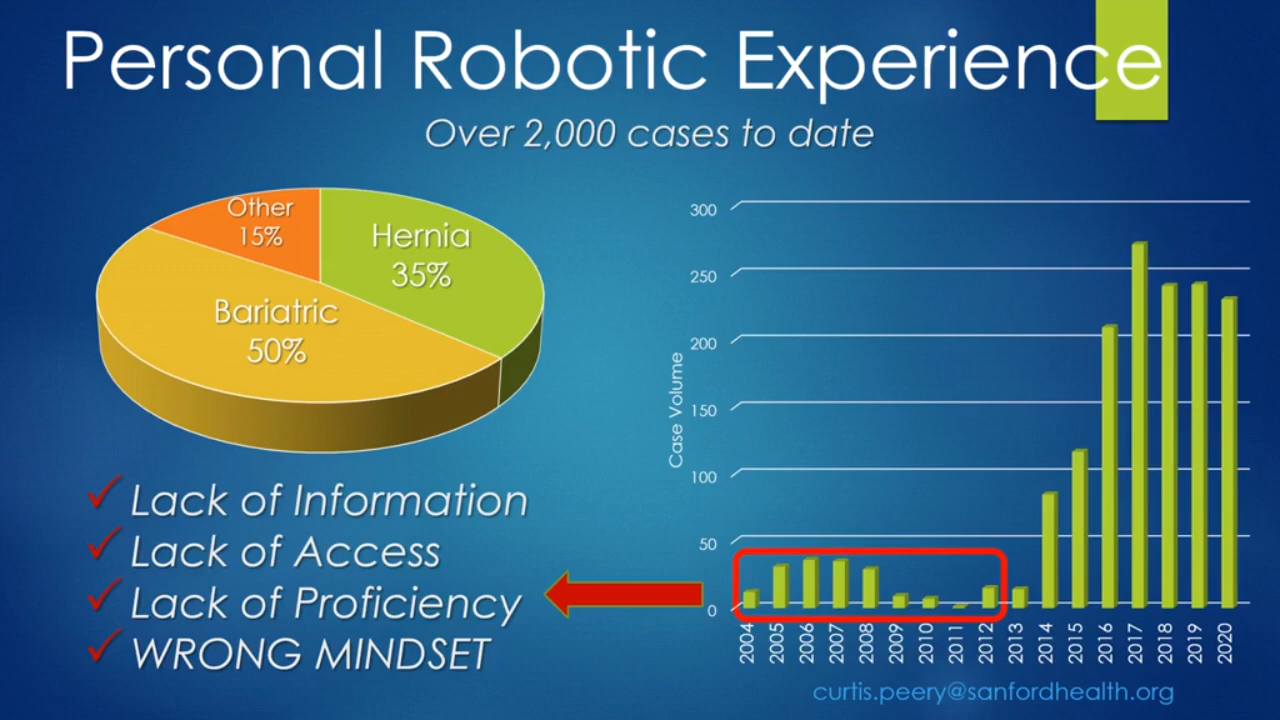 Personal Robotic Experience
Over 2,000 cases to date
Other
15%
Hernia
35%
Bariatric
50%
Lack of Information
Lack of Access
Lack of Proficiency
WRONG MINDSET
Case Volume
300
250
200
150
100
50
0
2004
2005
2006
2007
2008
2009
2010
2011
2012
2013
2014
2015
2016
2017
2018
2019
2020
curtis.peery@sanfordhealth.org